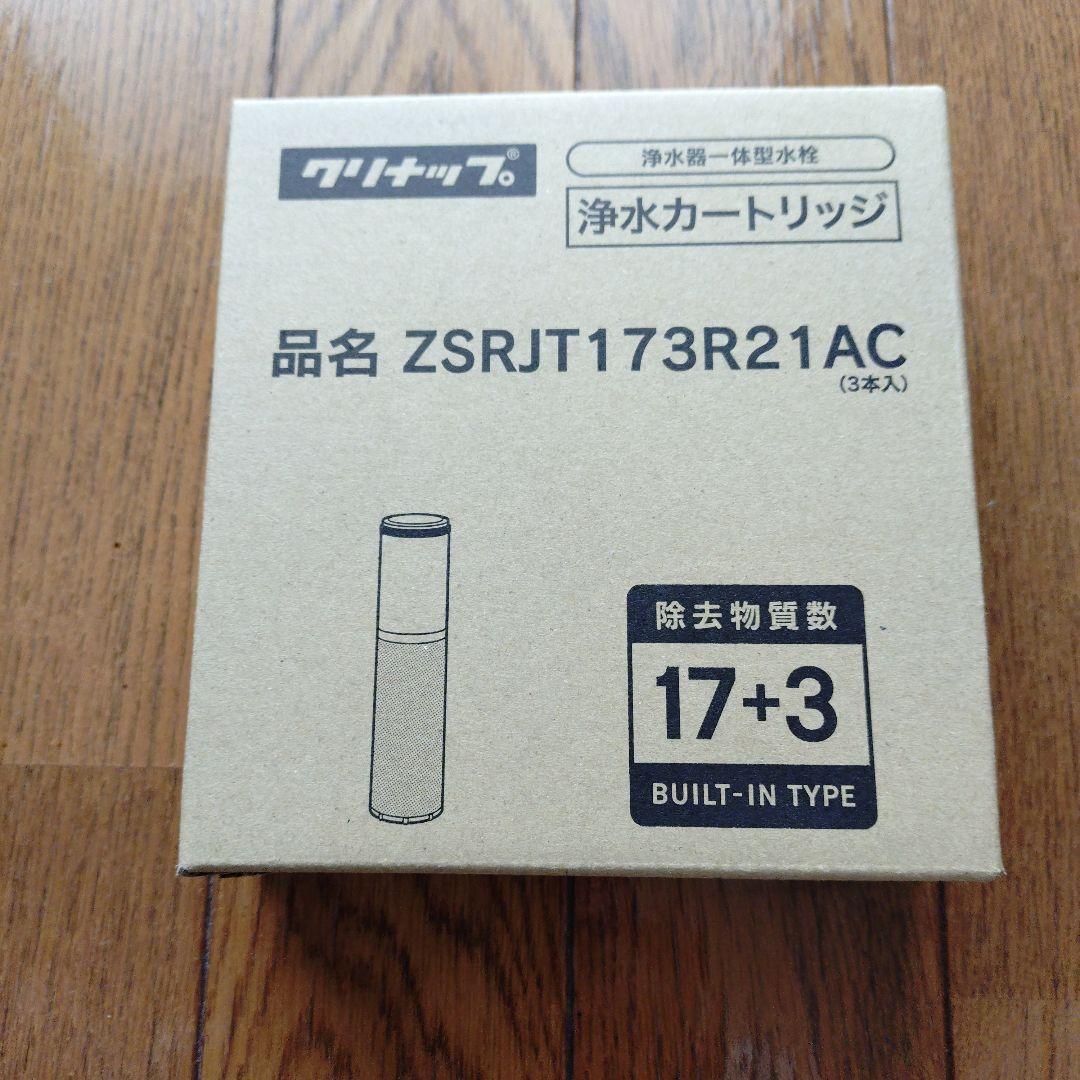 クリナップ®
浄水器一体型水栓
浄水カートリッジ
品名 ZSRJT173R21AC
(3本入)
除去物質数
17+3
BUILT-IN TYPE